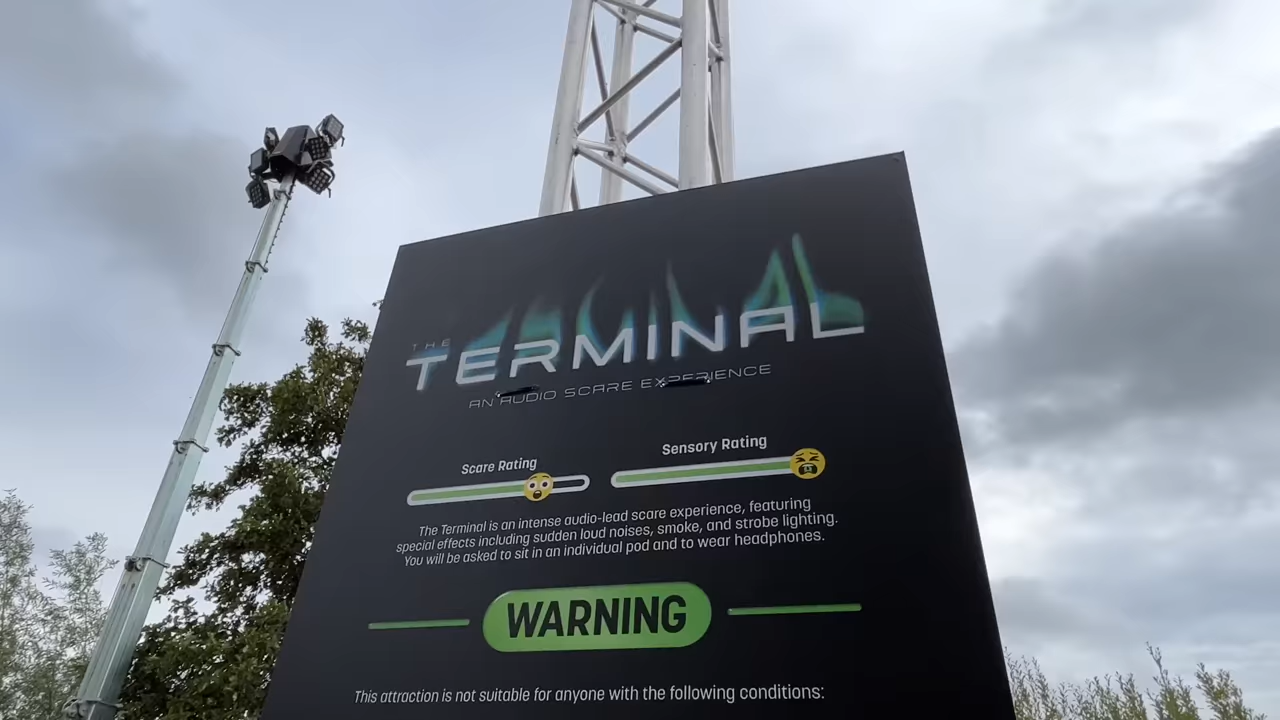 THE
TERMINAL
AN AUDIO SCARE EXPERIENCE
Scare Rating
Sensory Rating
The Terminal is an intense audio-lead scare experience, featuring
special effects including sudden loud noises, smoke, and strobe lighting.
You will be asked to sit in an individual pod and to wear headphones.
WARNING
This attraction is not suitable for anyone with the following conditions: